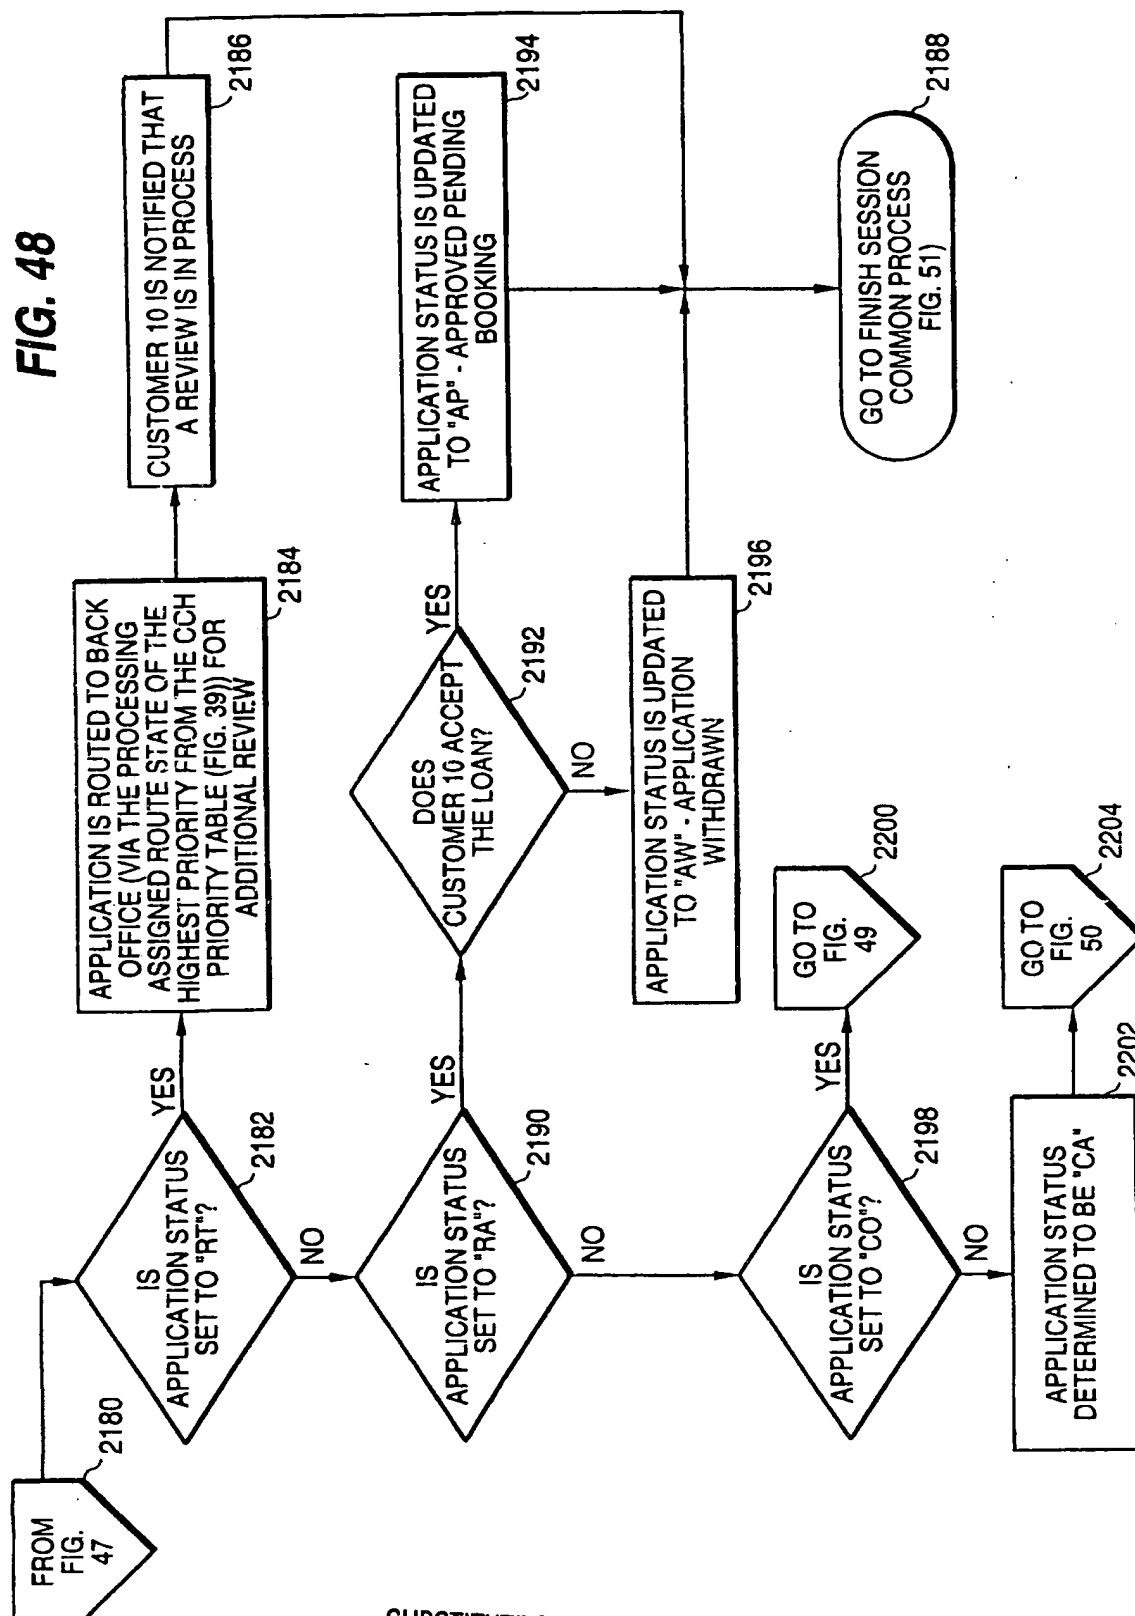 FIG. 48
FROM
FIG.
47
2180
IS
APPLICATION STATUS
SET TO "RT"?
2182
YES
NO
APPLICATION IS ROUTED TO BACK
OFFICE (VIA THE PROCESSING
ASSIGNED ROUTE STATE OF THE
HIGHEST PRIORITY FROM THE CCH
PRIORITY TABLE (FIG. 39)) FOR
ADDITIONAL REVIEW
2184
CUSTOMER 10 IS NOTIFIED THAT
A REVIEW IS IN PROCESS
2186
IS
APPLICATION STATUS
SET TO "RA"?
2190
YES
NO
DOES
CUSTOMER 10 ACCEPT
THE LOAN?
2192
YES
NO
APPLICATION STATUS IS UPDATED
TO "AP" - APPROVED PENDING
BOOKING
2194
APPLICATION STATUS IS UPDATED
TO "AW" - APPLICATION
WITHDRAWN
2196
GO TO FINISH SESSION
COMMON PROCESS
FIG. 51)
2188
IS
APPLICATION STATUS
SET TO "CO"?
2198
YES
NO
GO TO
FIG.
49
2200
APPLICATION STATUS
DETERMINED TO BE "CA"
2202
GO TO
FIG.
50
2204